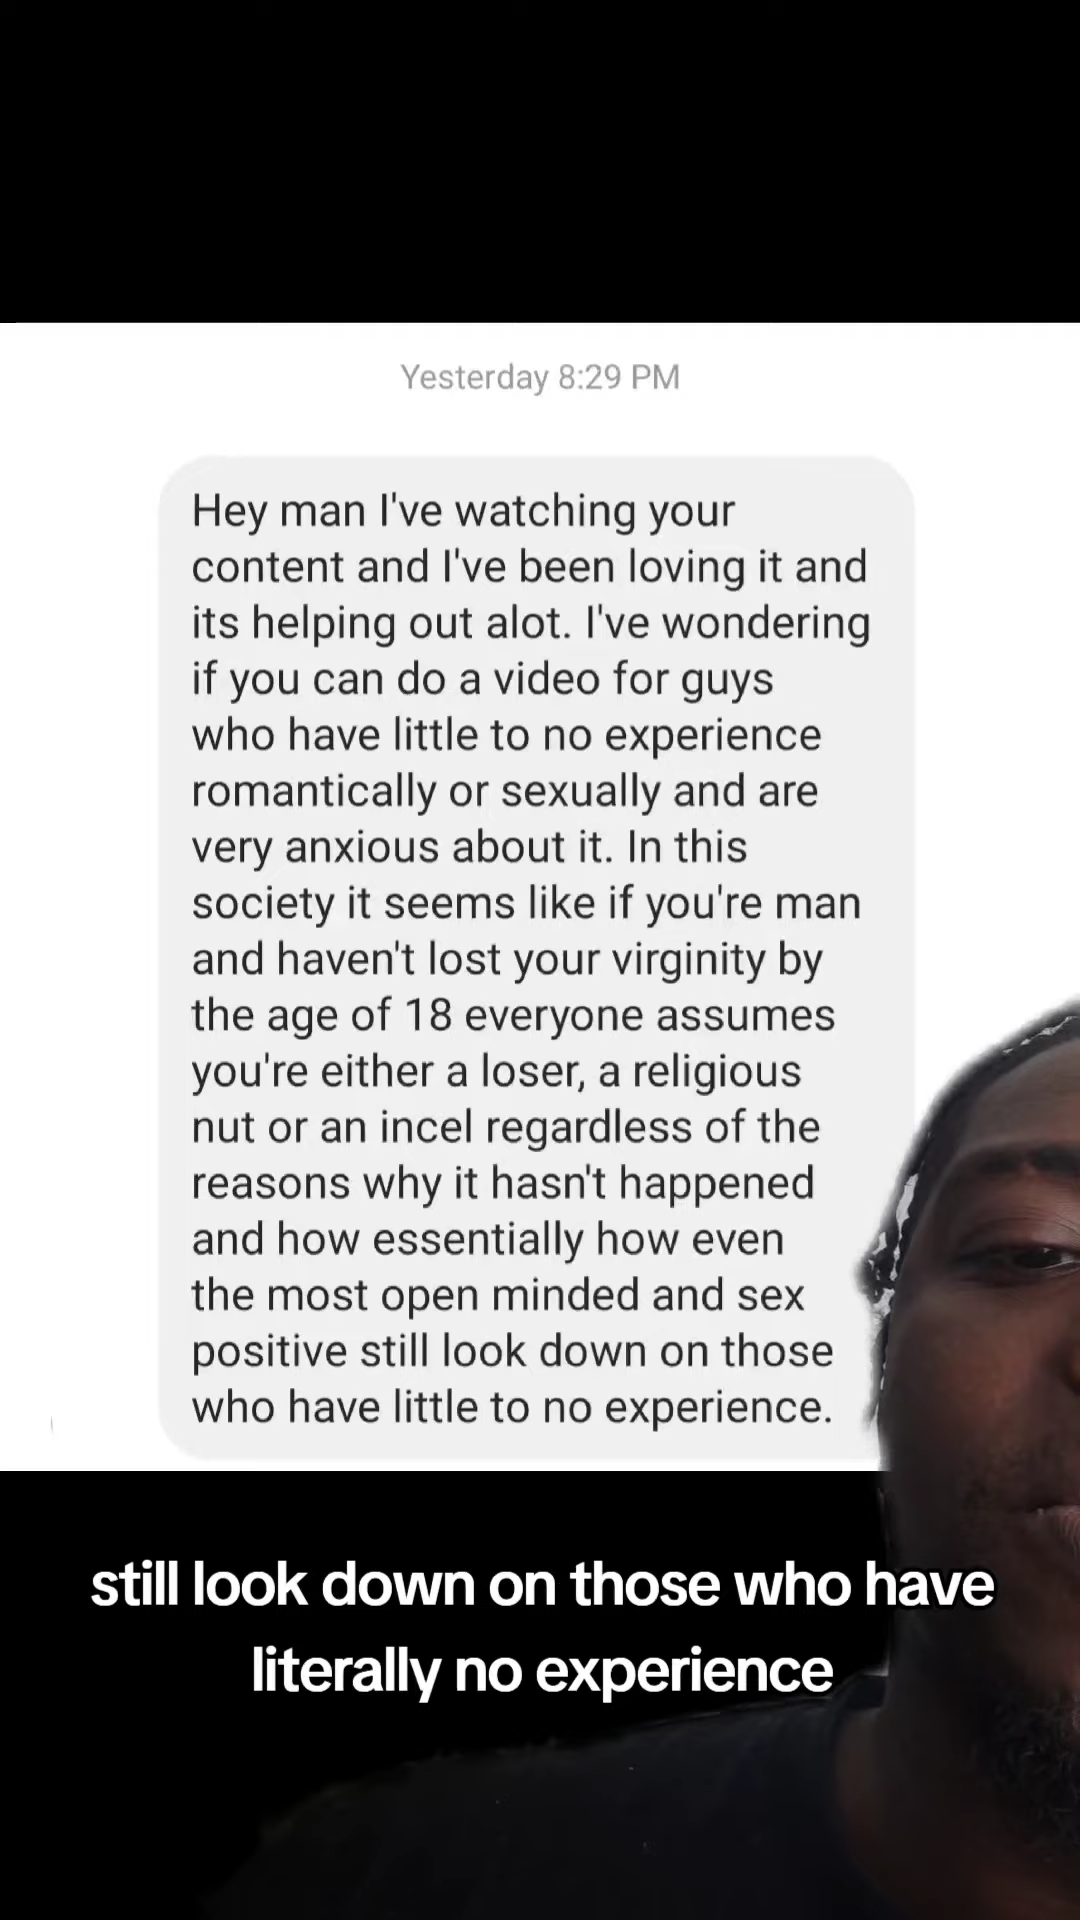 Yesterday 8:29 PM
Hey man I've watching your
content and I've been loving it and
its helping out alot. I've wondering
if you can do a video for guys
who have little to no experience
romantically or sexually and are
very anxious about it. In this
society it seems like if you're man
and haven't lost your virginity by
the age of 18 everyone assumes
you're either a loser, a religious
nut or an incel regardless of the
reasons why it hasn't happened
and how essentially how even
the most open minded and sex
positive still look down on those
who have little to no experience.
still look down on those who have
literally no experience